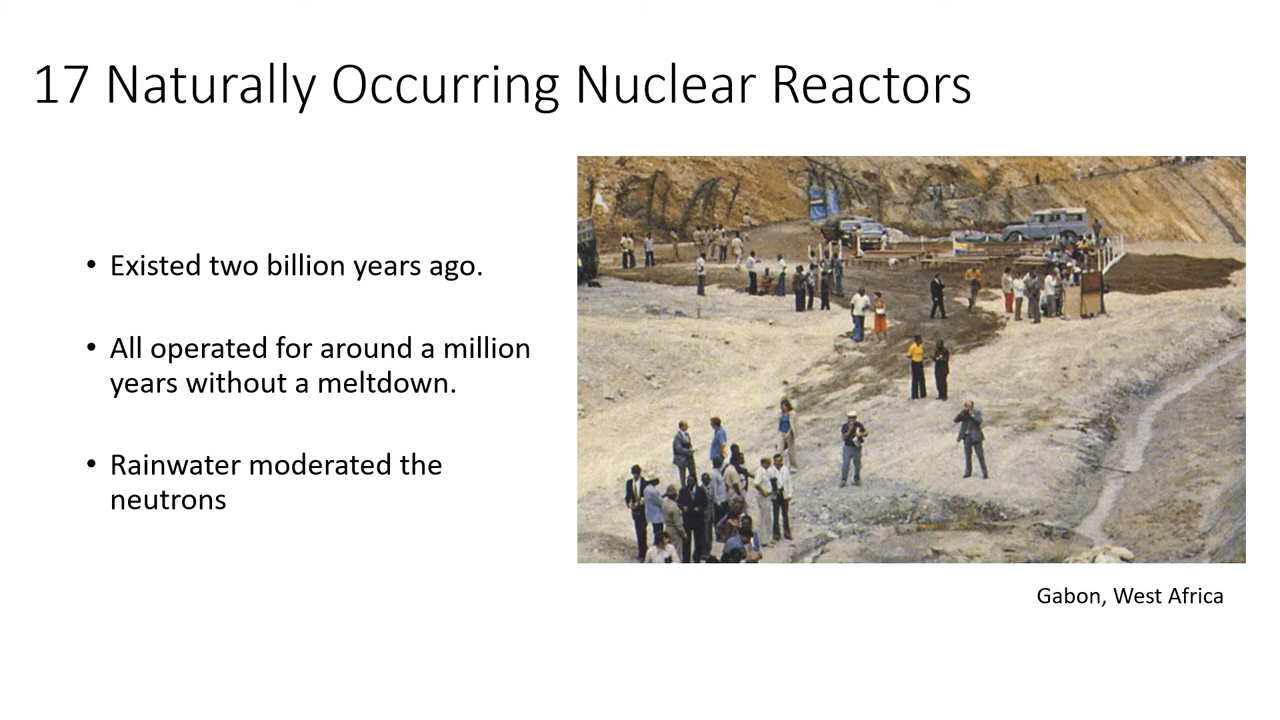 17 Naturally Occurring Nuclear Reactors
• Existed two billion years ago.
• All operated for around a million
years without a meltdown.
• Rainwater moderated the
neutrons
Gabon, West Africa